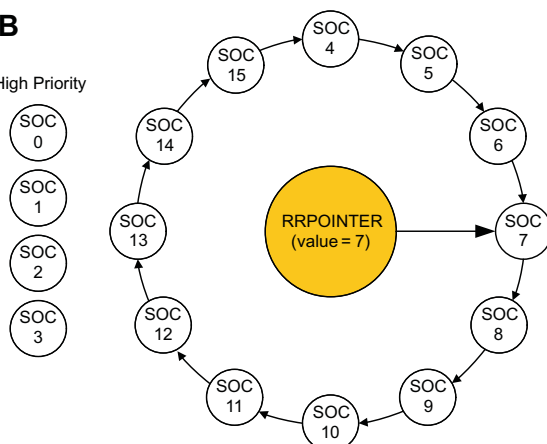 B
High Priority
SOC
0
SOC
1
SOC
2
SOC
3
SOC
4
SOC
5
SOC
6
SOC
7
SOC
8
SOC
9
SOC
10
SOC
11
SOC
12
SOC
13
SOC
14
SOC
15
RRPOINTER
(value = 7)